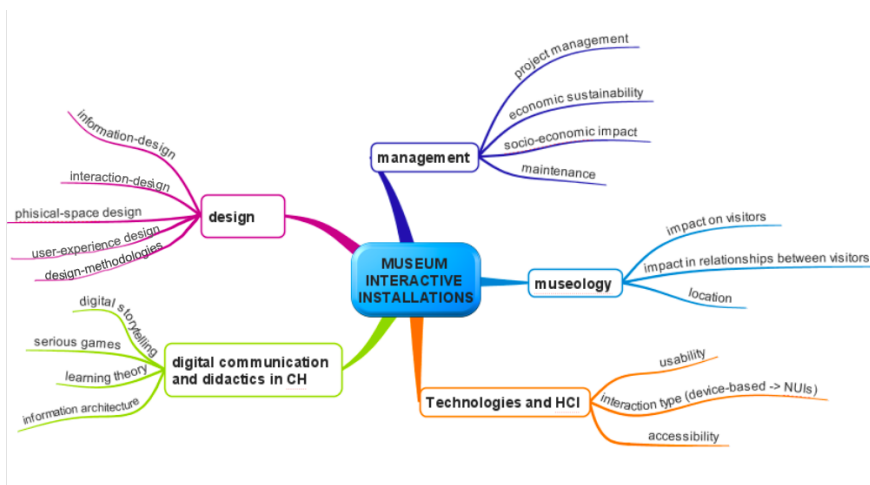 MUSEUM
INTERACTIVE
INSTALLATIONS
management
project management
economic sustainability
socio-economic impact
maintenance
museology
impact on visitors
impact in relationships between visitors
location
Technologies and HCI
usability
interaction type (device-based -> NUIs)
accessibility
digital communication
and didactics in CH
digital storytelling
serious games
learning theory
information architecture
design
information-design
interaction-design
phisical-space design
user-experience design
design-methodologies